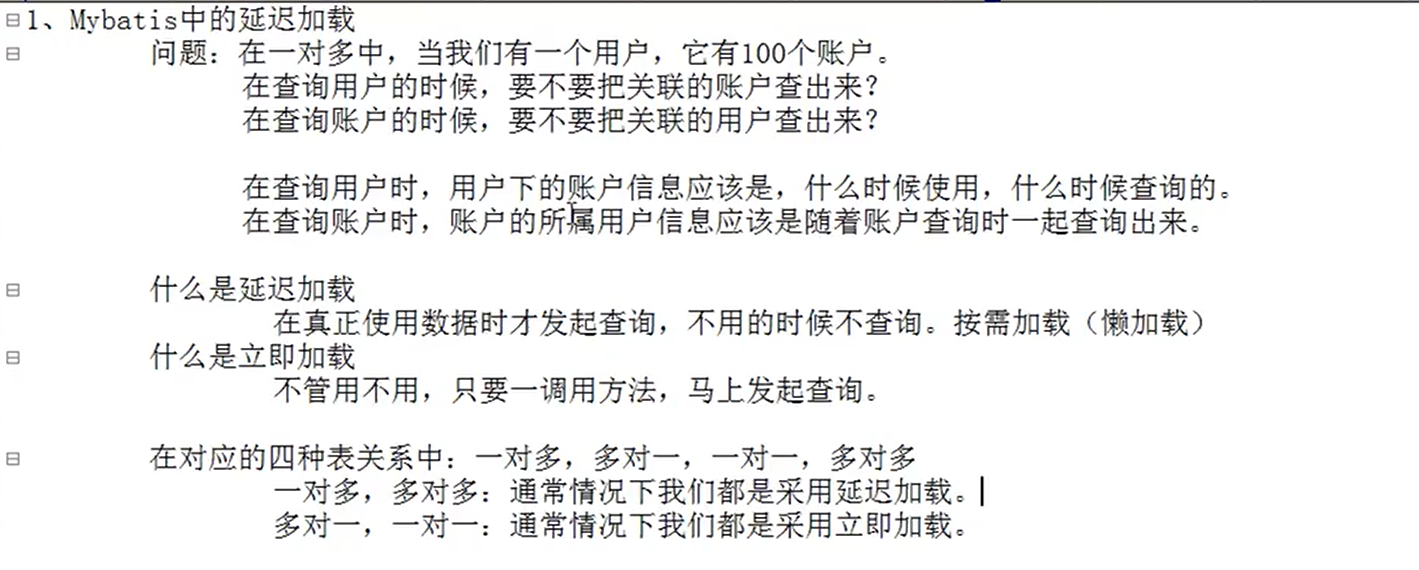 1、Mybatis中的延迟加载
问题：在一对多中，当我们有一个用户，它有100个账户。
在查询用户的时候，要不要把关联的账户查出来？
在查询账户的时候，要不要把关联的用户查出来？
在查询用户时，用户下的账户信息应该是，什么时候使用，什么时候查询的。
在查询账户时，账户的所属用户信息应该是随着账户查询时一起查询出来。
什么是延迟加载
在真正使用数据时才发起查询，不用的时候不查询。按需加载（懒加载）
什么是立即加载
不管用不用，只要一调用方法，马上发起查询。
在对应的四种表关系中：一对多，多对一，一对一，多对多
一对多，多对多：通常情况下我们都是采用延迟加载。
多对一，一对一：通常情况下我们都是采用立即加载。